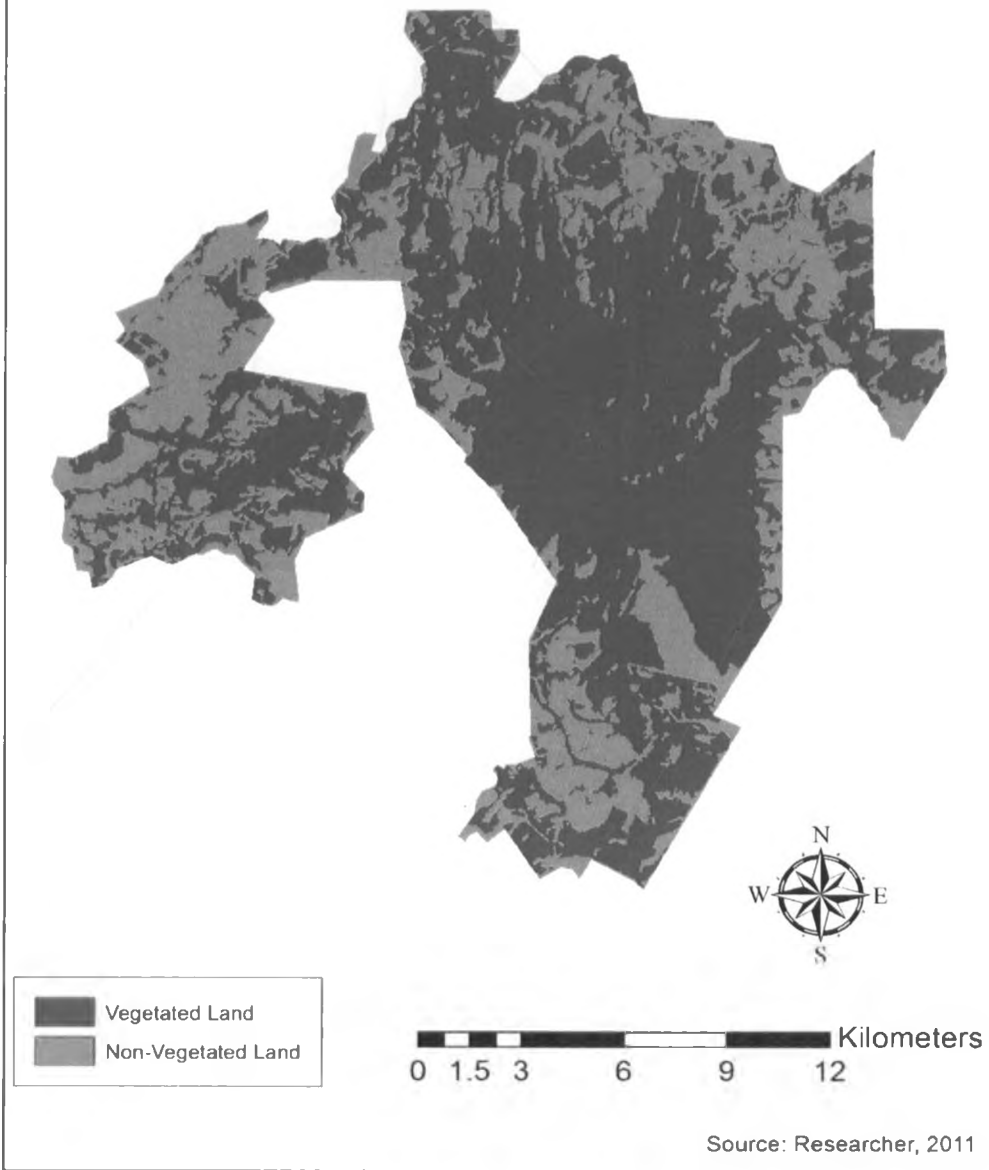 N
W E
S
Vegetated Land
Non-Vegetated Land
Kilometers
0 1.5 3 6 9 12
Source: Researcher, 2011